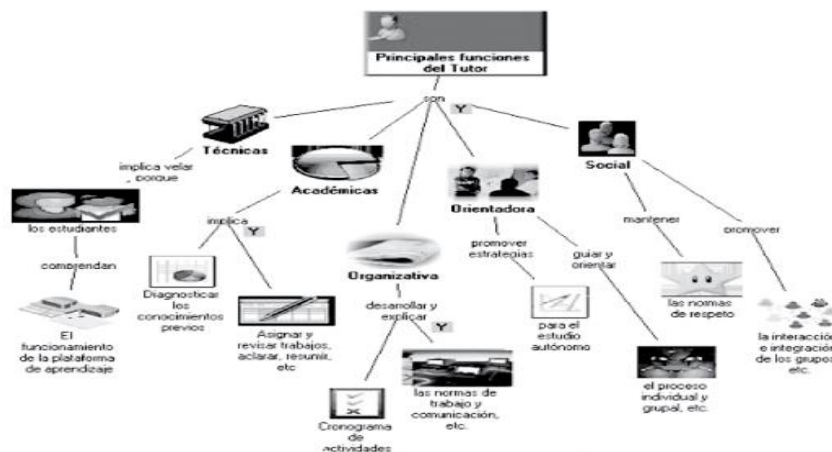 Principales funciones
del Tutor
son
Y
Técnicas
implica velar
porque
los estudiantes
comprendan
El
funcionamiento
de la plataforma
de aprendizaje
Académicas
implica
Y
Diagnosticar
los
conocimientos
previos
Asignar y
revisar trabajos,
aclarar, resumir,
etc
Organizativa
desarrollar y
explicar
Y
Cronograma
de
actividades
las normas de
trabajo y
comunicación,
etc.
Orientadora
promover
estrategias
para el
estudio
autónomo
guiar y
orientar
el proceso
individual y
grupal, etc.
Social
mantener
las normas
de respeto
promover
la interacción
e integración
de los grupos
etc.